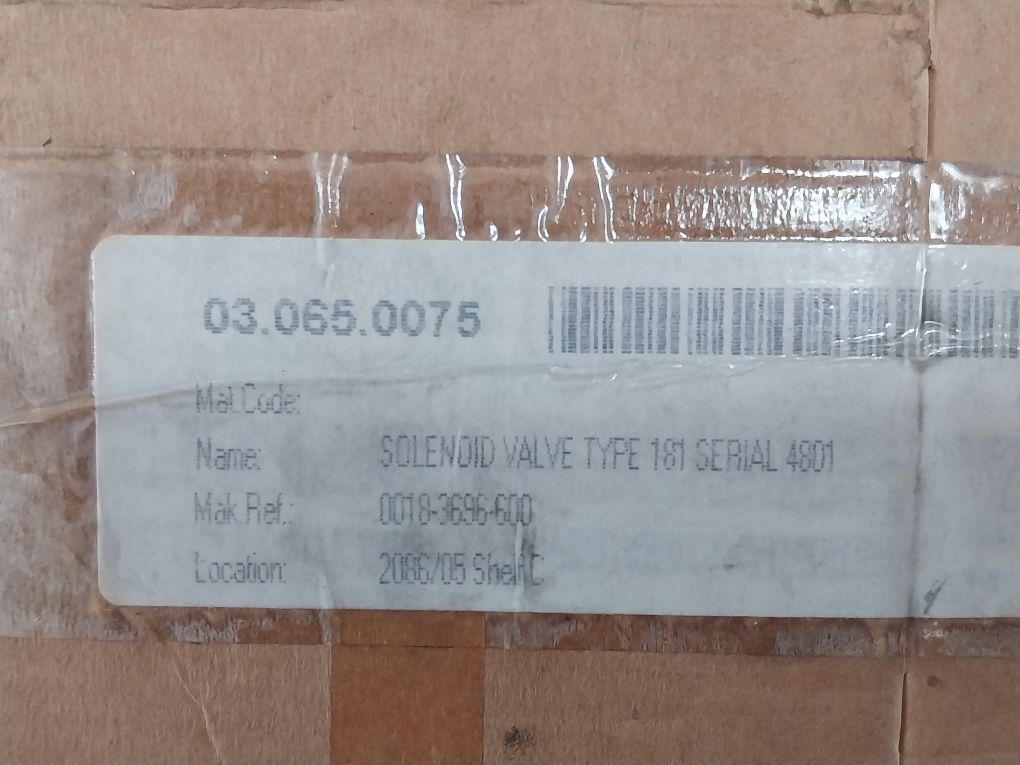 03.065.0075
Mat.Code:
Name: SOLENOID VALVE TYPE 181 SERIAL 4801
Mak.Ref.: 0018-3696-600
Location: 2086/05 Shelf C